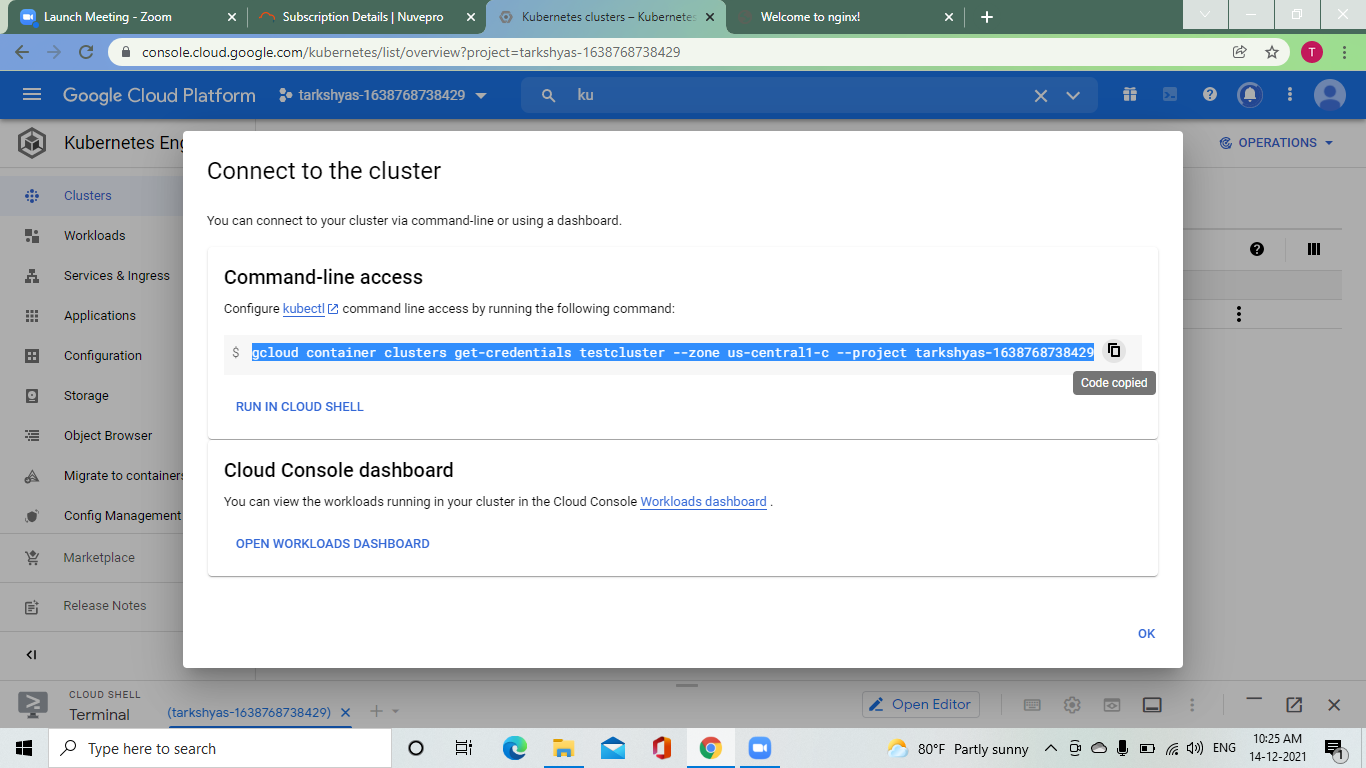 Launch Meeting - Zoom
Subscription Details | Nuvepro
Kubernetes clusters – Kubernetes
Welcome to nginx!
console.cloud.google.com/kubernetes/list/overview?project=tarkshyas-1638768738429
T
Google Cloud Platform
tarkshyas-1638768738429
ku
Kubernetes Eng
OPERATIONS
Clusters
Workloads
Services & Ingress
Applications
Configuration
Storage
Object Browser
Migrate to containers
Config Management
Marketplace
Release Notes
Connect to the cluster
You can connect to your cluster via command-line or using a dashboard.
Command-line access
Configure kubectl command line access by running the following command:
$ gcloud container clusters get-credentials testcluster --zone us-central1-c --project tarkshyas-1638768738429
Code copied
RUN IN CLOUD SHELL
Cloud Console dashboard
You can view the workloads running in your cluster in the Cloud Console Workloads dashboard .
OPEN WORKLOADS DASHBOARD
OK
CLOUD SHELL
Terminal
(tarkshyas-1638768738429)
Open Editor
Type here to search
80°F Partly sunny
ENG
10:25 AM
14-12-2021
1